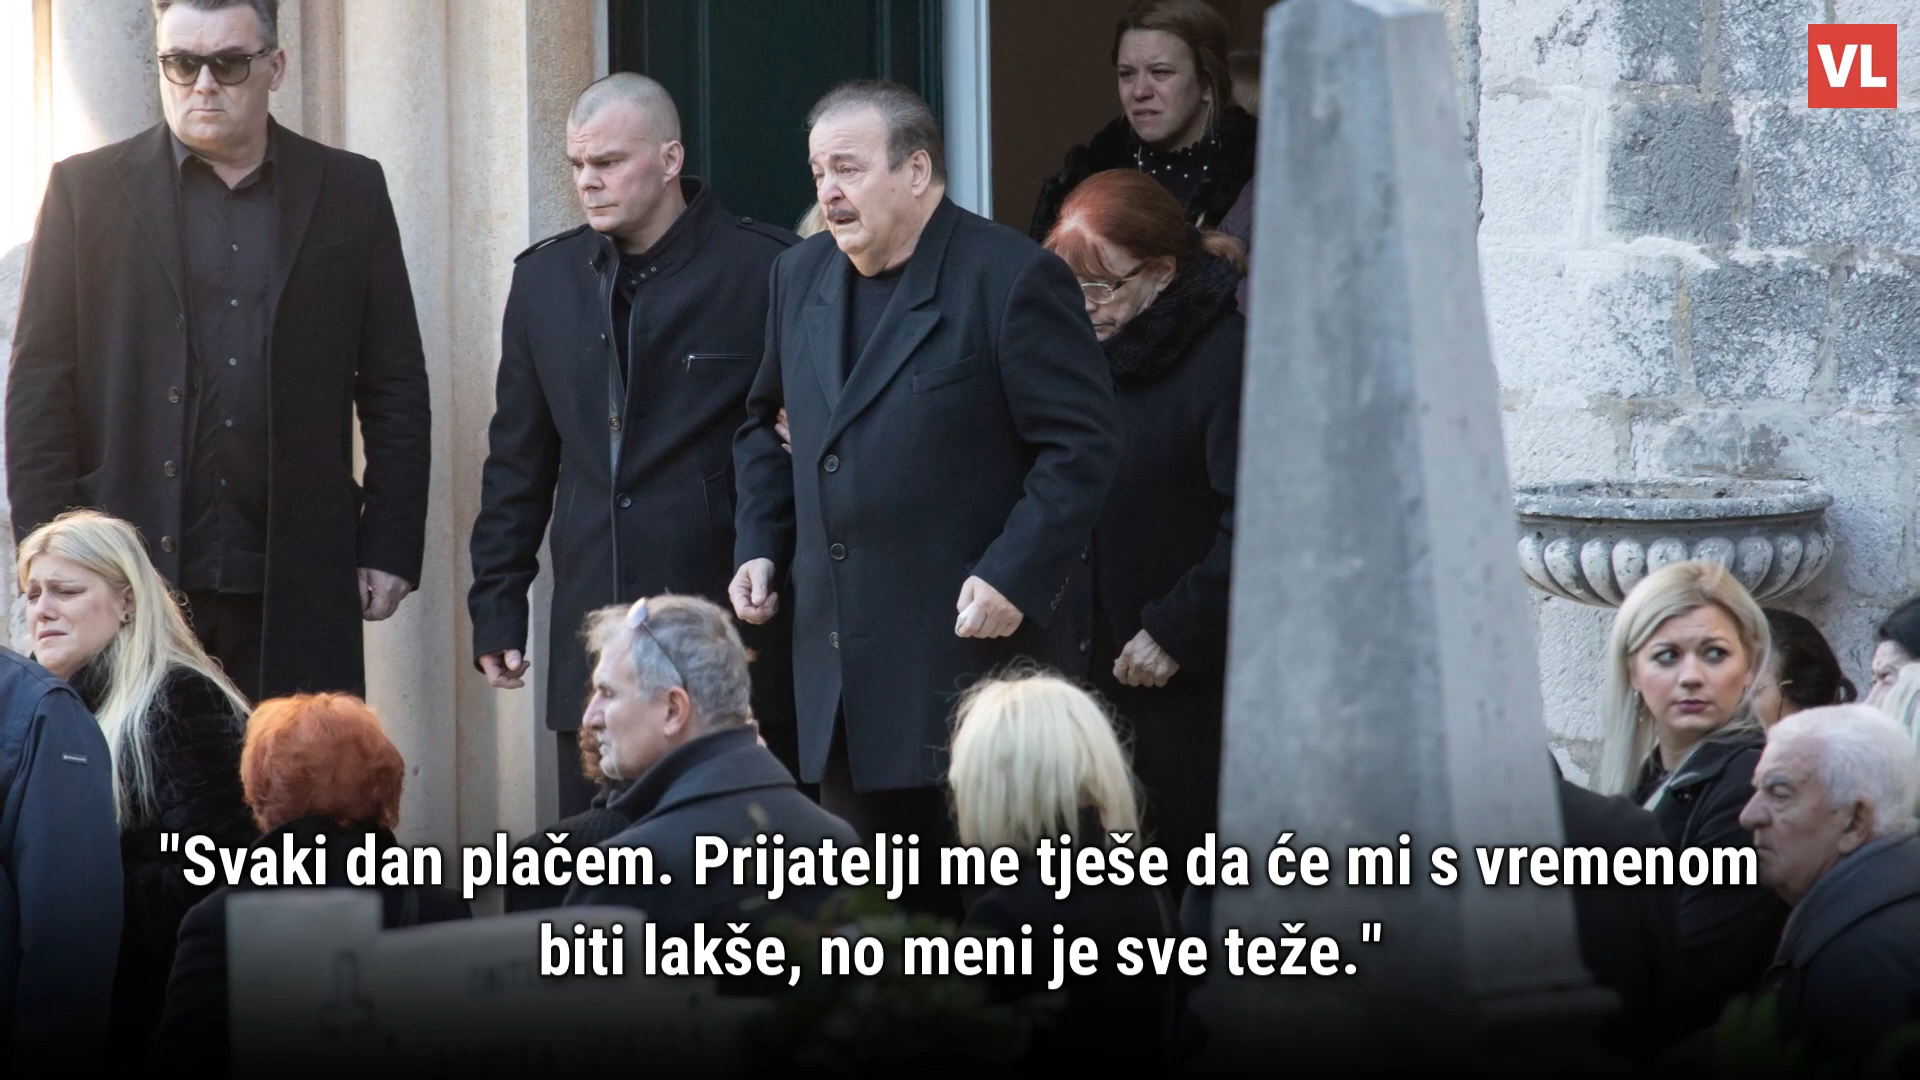 VL
"Svaki dan plačem. Prijatelji me tješe da će mi s vremenom
biti lakše, no meni je sve teže."